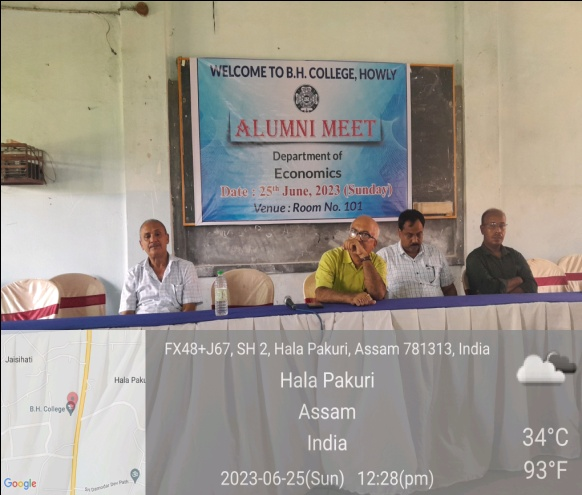 WELCOME TO B.H. COLLEGE, HOWLY
ALUMNI MEET
Department of
Economics
Date : 25th June, 2023 (Sunday)
Venue : Room No. 101
FX48+J67, SH 2, Hala Pakuri, Assam 781313, India
Hala Pakuri
Assam
India
2023-06-25(Sun) 12:28(pm)
34°C
93°F
Jaisihati
Hala Paku
B.H. College
Google